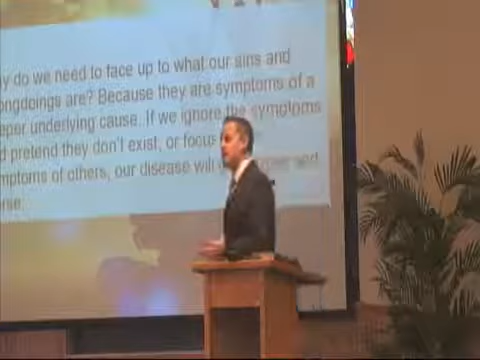 y do we need to face up to what our sins and
ongdoings are? Because they are symptoms of a
eper underlying cause. If we ignore the symptoms
d pretend they don't exist, or focus
mptoms of others, our disease will and
rse.